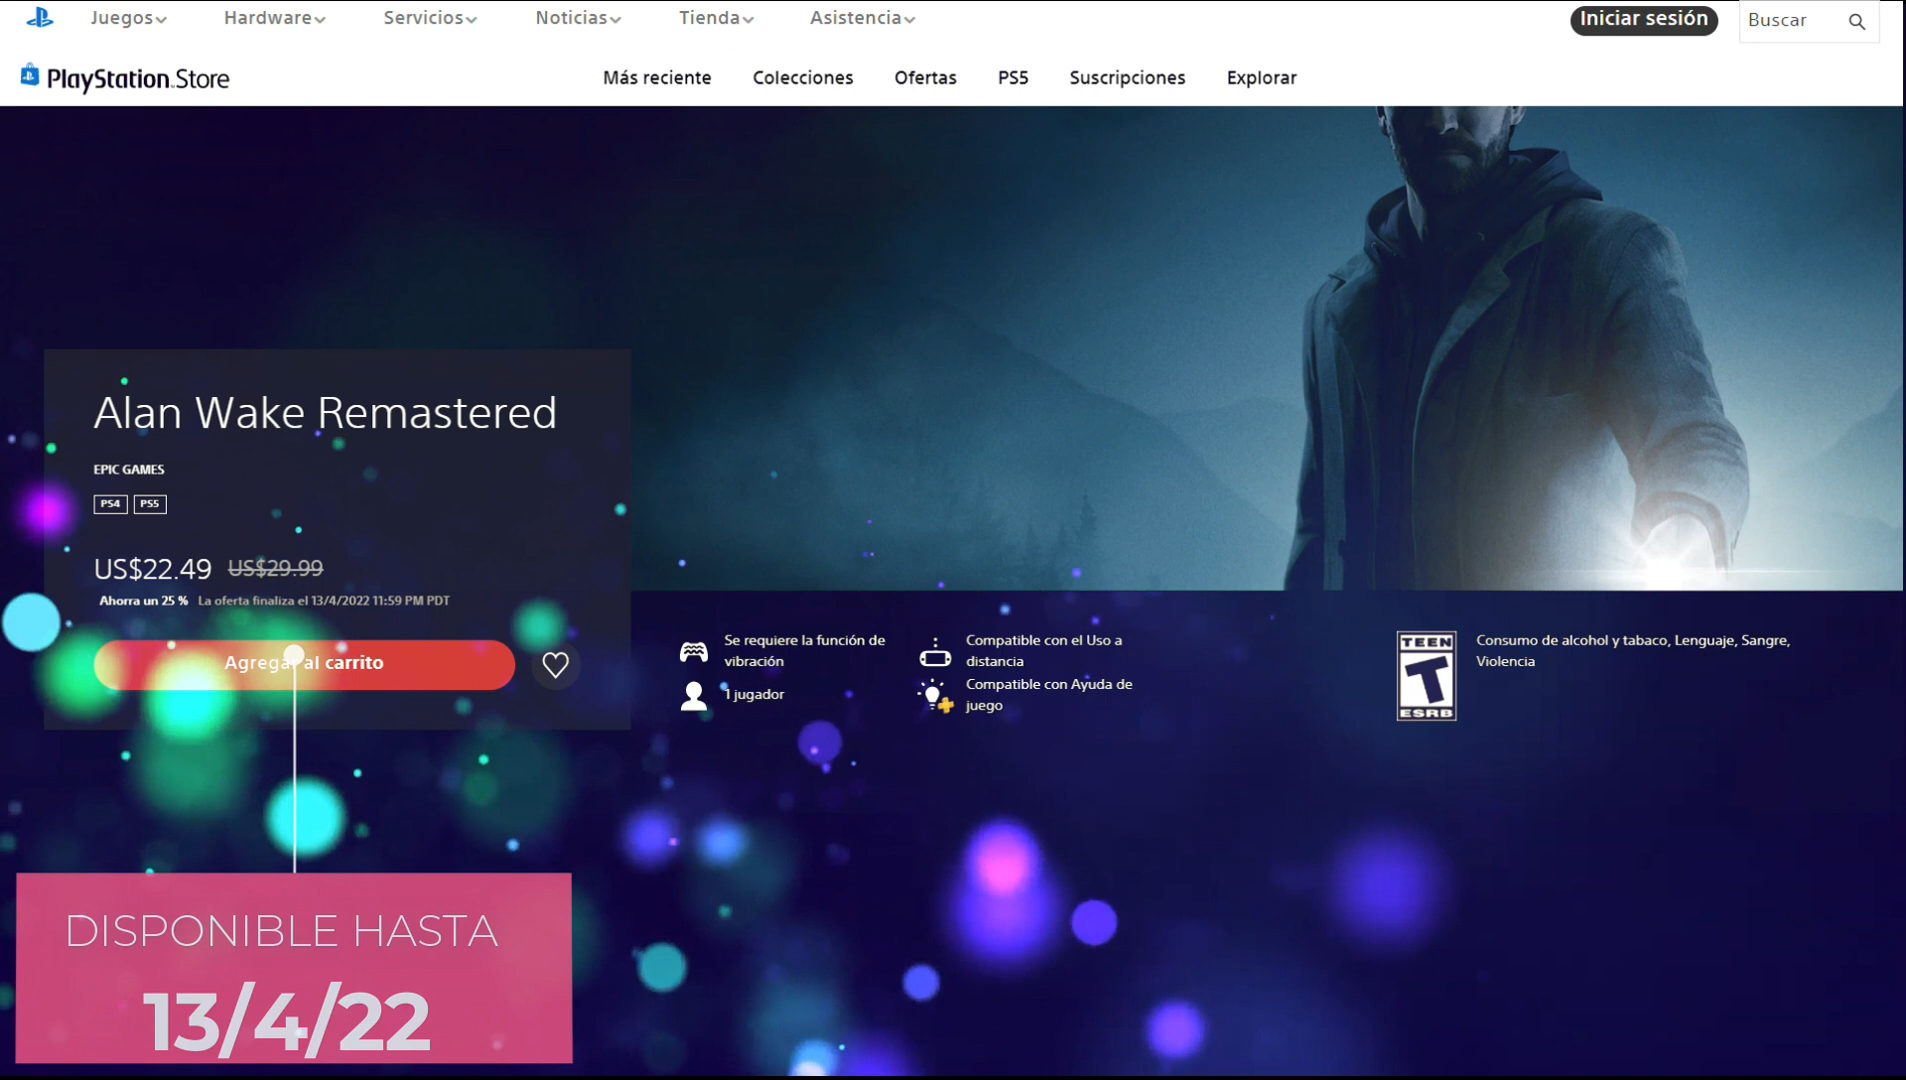 Juegos Hardware Servicios Noticias Tienda Asistencia Iniciar sesión Buscar
PlayStation Store Más reciente Colecciones Ofertas PS5 Suscripciones Explorar
Alan Wake Remastered
EPIC GAMES
PS4 PS5
US$22.49 US$29.99
Ahorra un 25 % La oferta finaliza el 13/4/2022 11:59 PM PDT
Agregar al carrito
Se requiere la función de
vibración
1 jugador
Compatible con el Uso a
distancia
Compatible con Ayuda de
juego
TEEN
T
ESRB
Consumo de alcohol y tabaco, Lenguaje, Sangre,
Violencia
DISPONIBLE HASTA
13/4/22